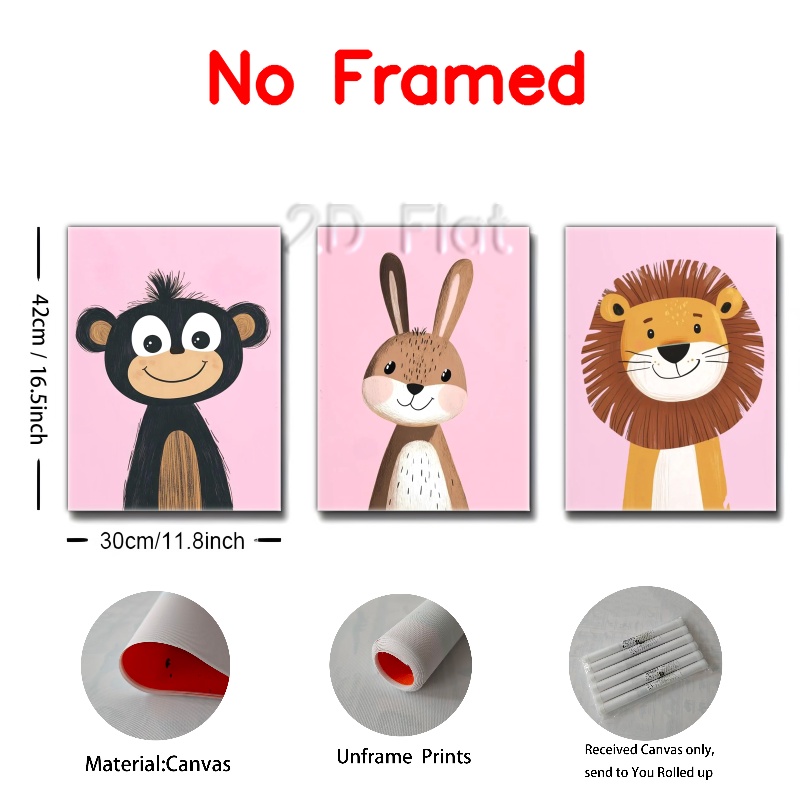 No Framed
2.D Flat
42cm / 16.5inch
30cm/11.8inch
Material:Canvas
Unframe Prints
Received Canvas only,
send to You Rolled up